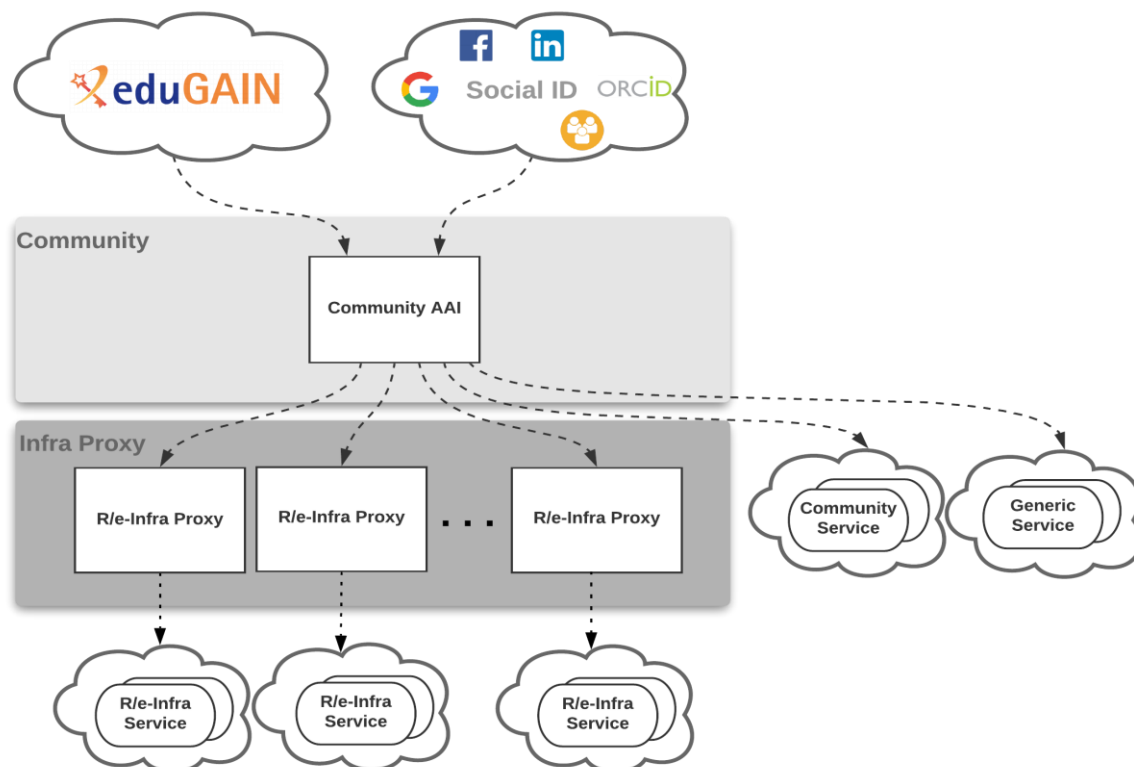 eduGAIN
f
in
G
Social ID
ORCiD
Community
Community AAI
Infra Proxy
R/e-Infra Proxy
R/e-Infra Proxy
. . .
R/e-Infra Proxy
Community
Service
Generic
Service
R/e-Infra
Service
R/e-Infra
Service
R/e-Infra
Service